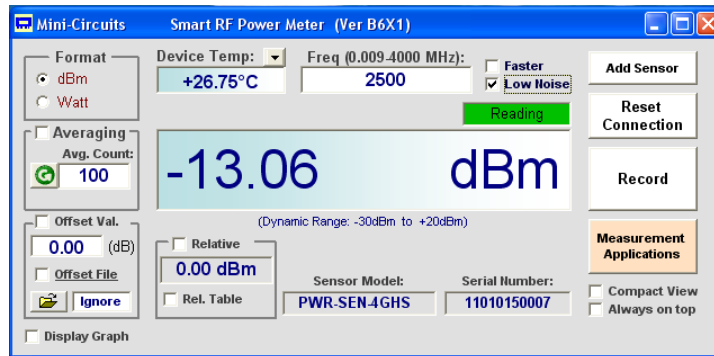 Mini-Circuits Smart RF Power Meter (Ver B6X1)
Format
dBm
Watt
Device Temp:
+26.75°C
Freq (0.009-4000 MHz):
2500
Faster
Low Noise
Add Sensor
Reading
Reset
Connection
Averaging
Avg. Count:
100
-13.06 dBm
Record
(Dynamic Range: -30dBm to +20dBm)
Offset Val.
0.00 (dB)
Offset File
Ignore
Relative
0.00 dBm
Rel. Table
Sensor Model:
PWR-SEN-4GHS
Serial Number:
11010150007
Measurement
Applications
Compact View
Always on top
Display Graph